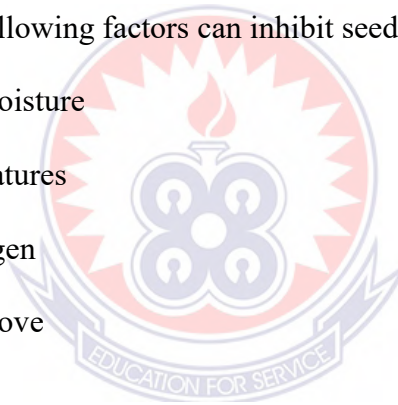 llowing factors can inhibit seed
oisture
atures
gen
ove
EDUCATION FOR SERVICE